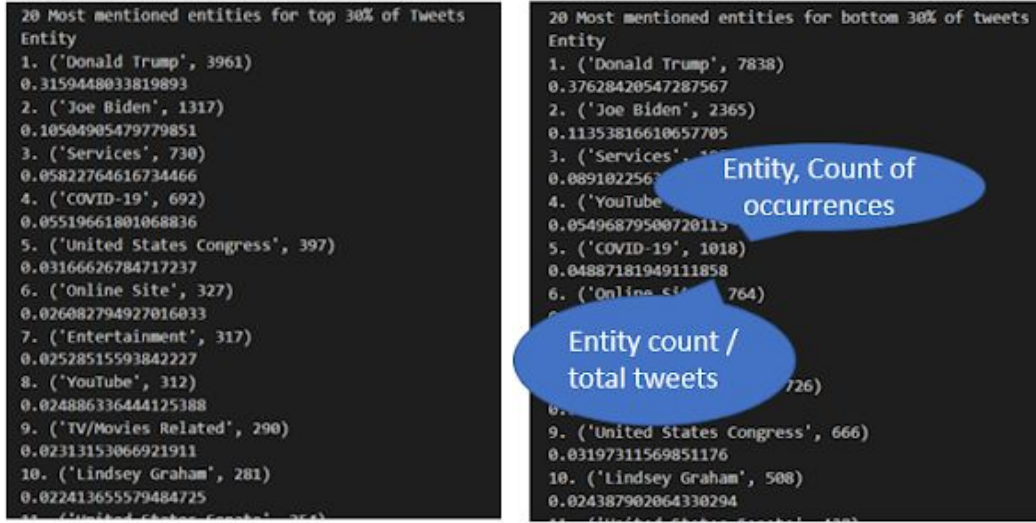 20 Most mentioned entities for top 30% of Tweets
Entity
1. ('Donald Trump', 3961)
0.3159448033819893
2. ('Joe Biden', 1317)
0.10504905479779851
3. ('Services', 730)
0.05822764616734466
4. ('COVID-19', 692)
0.05519661801068836
5. ('United States Congress', 397)
0.03166626784717237
6. ('Online Site', 327)
0.026082794927016033
7. ('Entertainment', 317)
0.02528515593842227
8. ('YouTube', 312)
0.024886336444125388
9. ('TV/Movies Related', 290)
0.02313153066921911
10. ('Lindsey Graham', 281)
0.022413655579484725
20 Most mentioned entities for bottom 30% of tweets
Entity
1. ('Donald Trump', 7838)
0.37628420547287567
2. ('Joe Biden', 2365)
0.11353816610657705
3. ('Services',
0.0891022563
4. ('YouTube'
0.05496879500720115
5. ('COVID-19', 1018)
0.04887181949111858
6. ('Online 764)
726)
9. ('United States Congress', 666)
0.03197311569851176
10. ('Lindsey Graham', 508)
0.024387902064330294
Entity, Count of
occurrences
Entity count /
total tweets